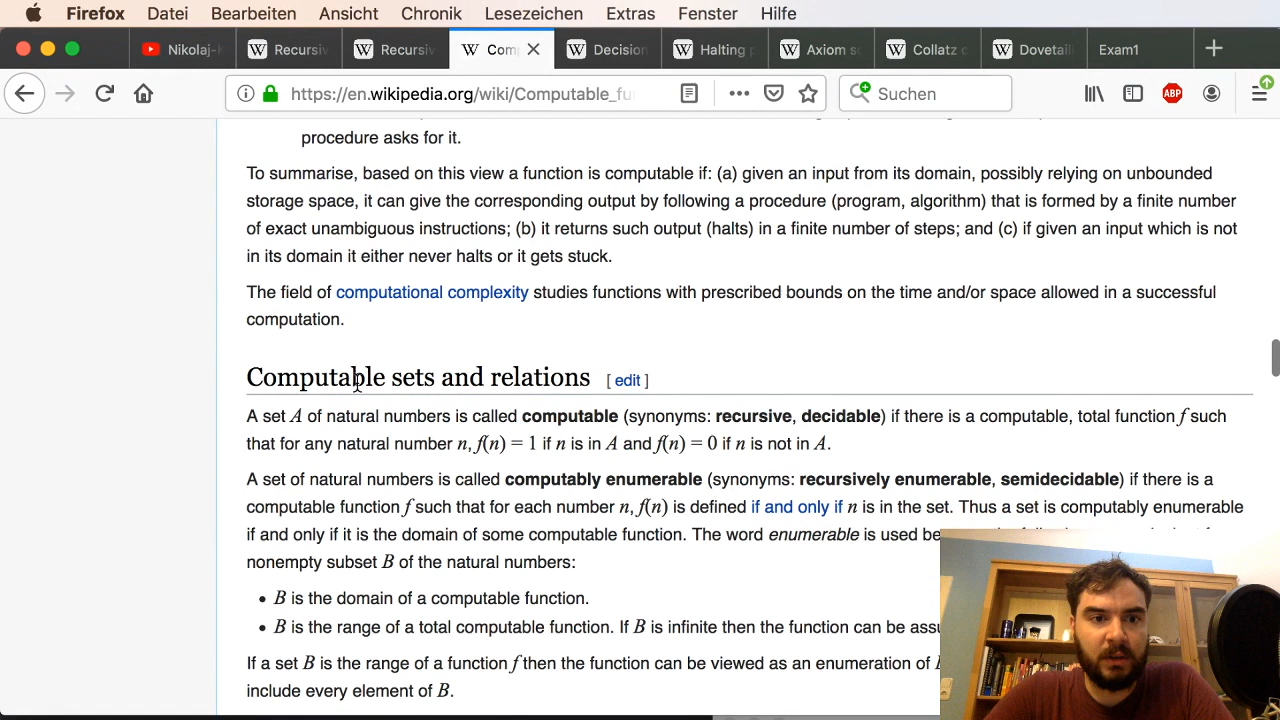 Firefox Datei Bearbeiten Ansicht Chronik Lesezeichen Extras Fenster Hilfe
Nikolaj- W Recursiv W Recursiv W Com W Decision W Halting W Axiom W Collatz W Dovetail Exam1
https://en.wikipedia.org/wiki/Computable_fu Suchen ABP
procedure asks for it.
To summarise, based on this view a function is computable if: (a) given an input from its domain, possibly relying on unbounded
storage space, it can give the corresponding output by following a procedure (program, algorithm) that is formed by a finite number
of exact unambiguous instructions; (b) it returns such output (halts) in a finite number of steps; and (c) if given an input which is not
in its domain it either never halts or it gets stuck.
The field of computational complexity studies functions with prescribed bounds on the time and/or space allowed in a successful
computation.
Computable sets and relations [ edit ]
A set A of natural numbers is called computable (synonyms: recursive, decidable) if there is a computable, total function f such
that for any natural number n, f(n) = 1 if n is in A and f(n) = 0 if n is not in A.
A set of natural numbers is called computably enumerable (synonyms: recursively enumerable, semidecidable) if there is a
computable function f such that for each number n, f(n) is defined if and only if n is in the set. Thus a set is computably enumerable
if and only if it is the domain of some computable function. The word enumerable is used be
nonempty subset B of the natural numbers:
• B is the domain of a computable function.
• B is the range of a total computable function. If B is infinite then the function can be assu
If a set B is the range of a function f then the function can be viewed as an enumeration of
include every element of B.